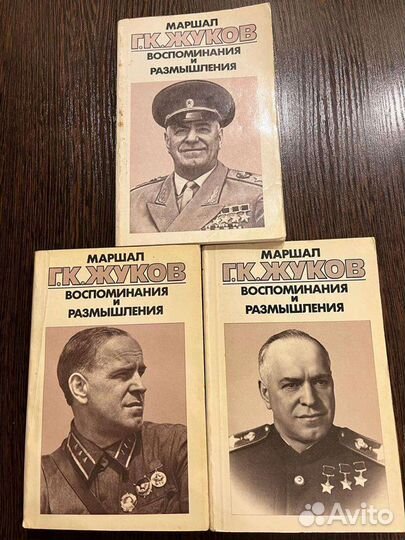 МАРШАЛ
Г.К.ЖУКОВ
ВОСПОМИНАНИЯ
И
РАЗМЫШЛЕНИЯ
МАРШАЛ
Г.К.ЖУКОВ
ВОСПОМИНАНИЯ
И
РАЗМЫШЛЕНИЯ
МАРШАЛ
Г.К.ЖУКОВ
ВОСПОМИНАНИЯ
И
РАЗМЫШЛЕНИЯ
Avito